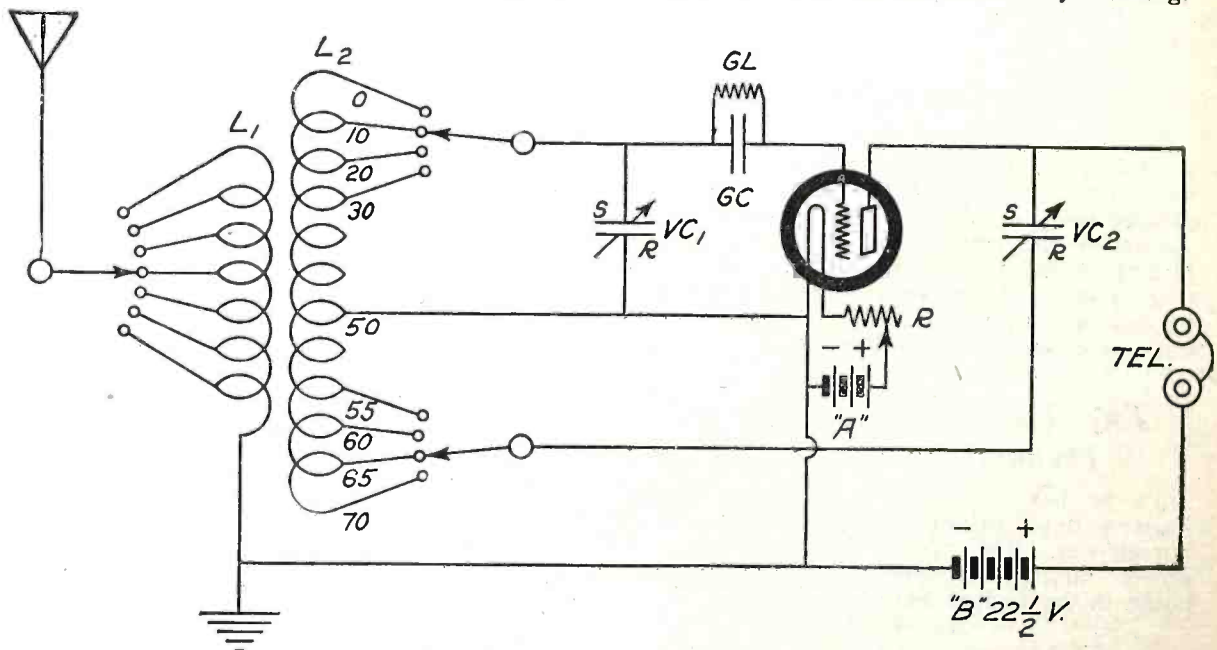 L1
L2
0
10
20
30
50
55
60
65
70
GL
GC
S
R
VC1
R
- +
"A"
S
R
VC2
TEL.
- +
"B" 22 1/2 V.